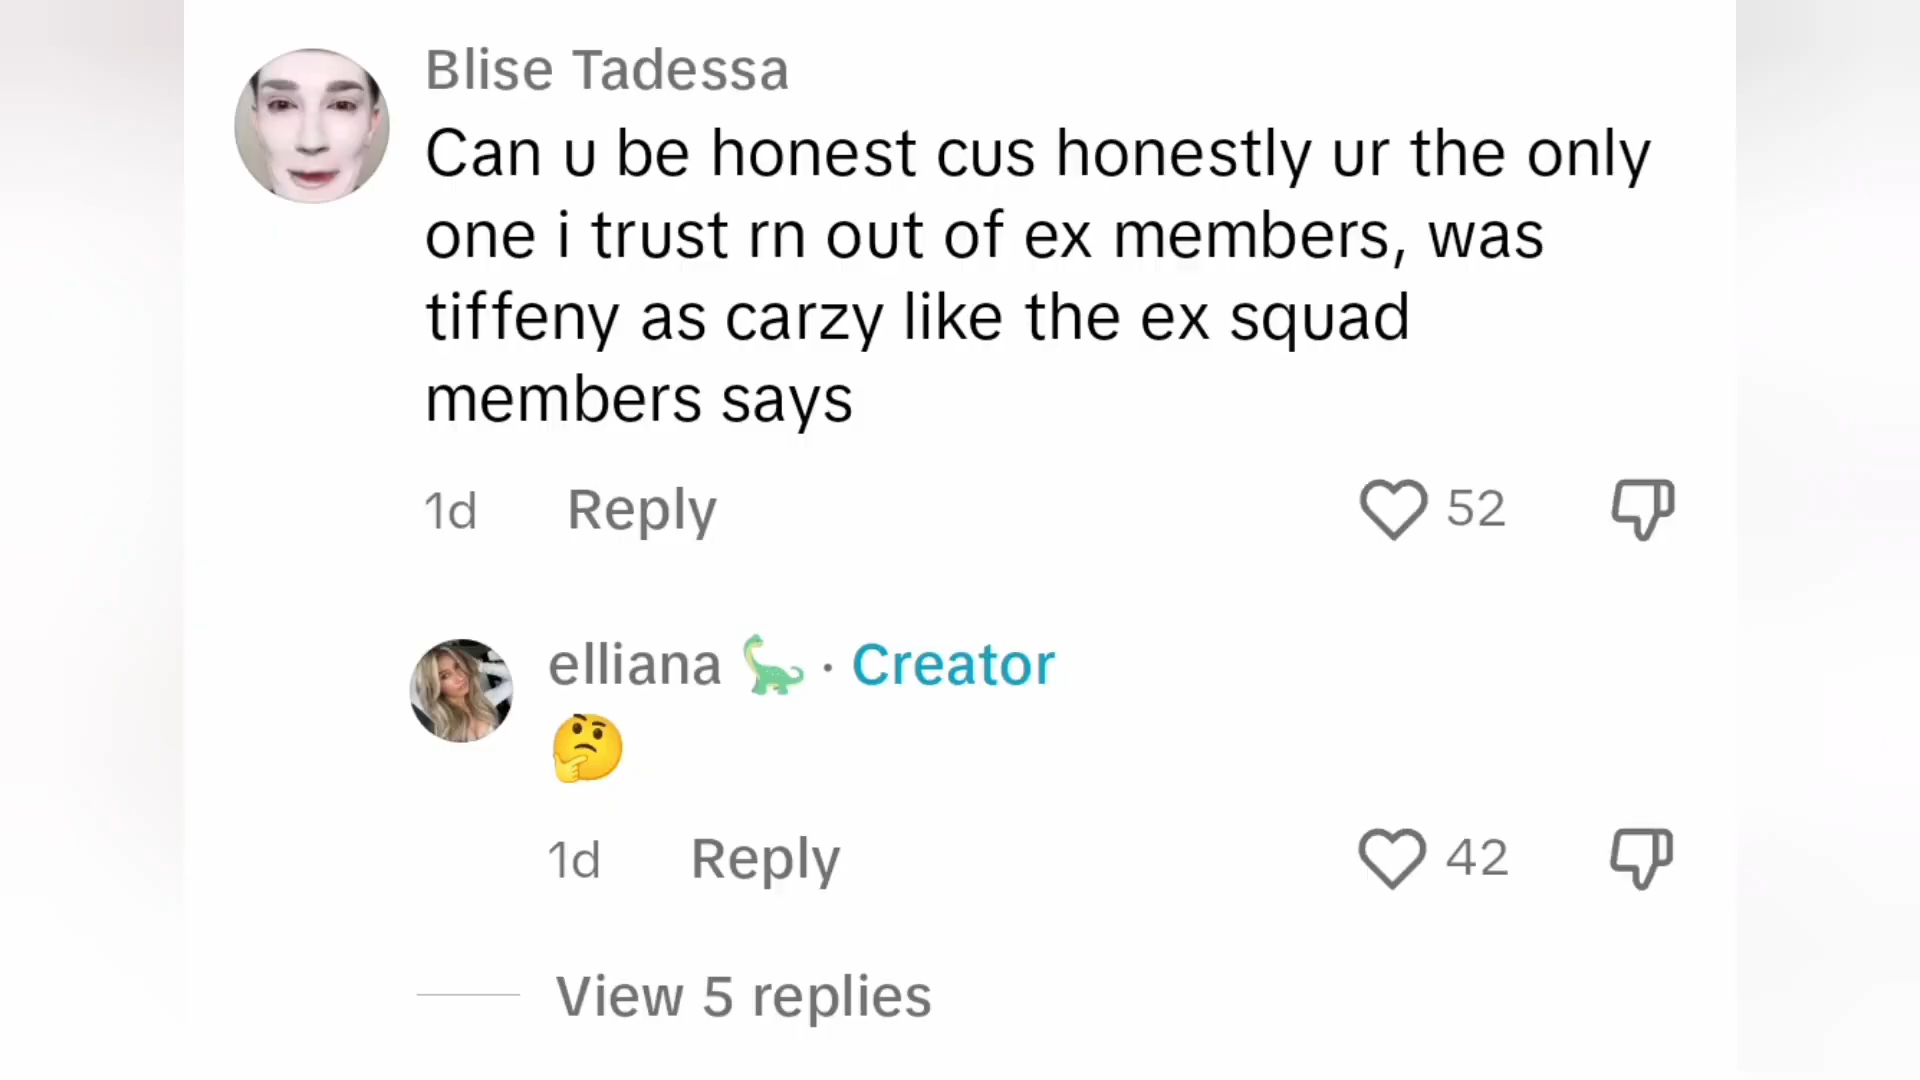 Blise Tadessa
Can u be honest cus honestly ur the only
one i trust rn out of ex members, was
tiffeny as carzy like the ex squad
members says
1d Reply 52
elliana 🦕 · Creator
🤔
1d Reply 42
View 5 replies